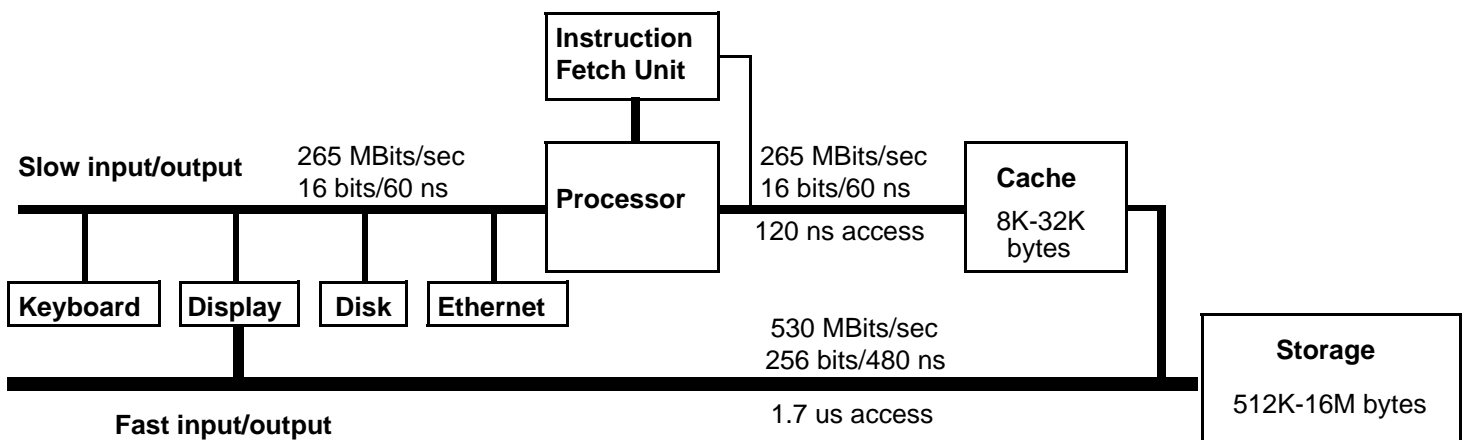 Instruction
Fetch Unit
Slow input/output
265 MBits/sec
16 bits/60 ns
Processor
265 MBits/sec
16 bits/60 ns
120 ns access
Cache
8K-32K
bytes
Keyboard
Display
Disk
Ethernet
530 MBits/sec
256 bits/480 ns
1.7 us access
Storage
512K-16M bytes
Fast input/output